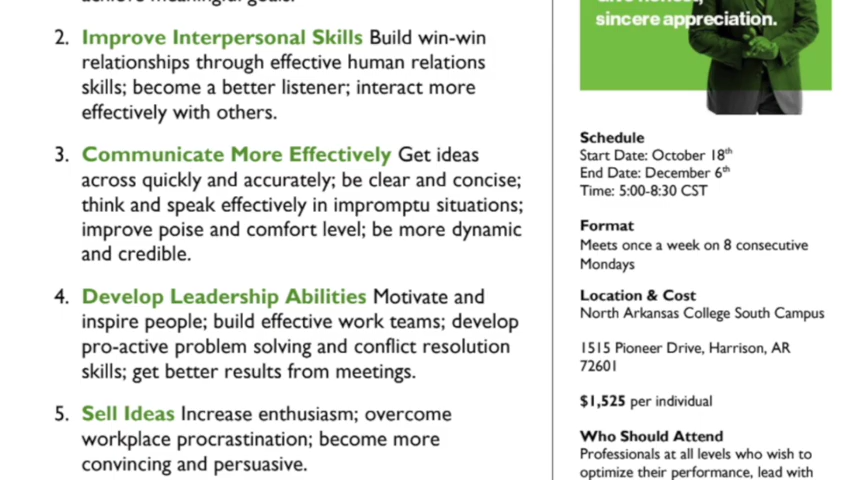 2. Improve Interpersonal Skills Build win-win
relationships through effective human relations
skills; become a better listener; interact more
effectively with others.
3. Communicate More Effectively Get ideas
across quickly and accurately; be clear and concise;
think and speak effectively in impromptu situations;
improve poise and comfort level; be more dynamic
and credible.
4. Develop Leadership Abilities Motivate and
inspire people; build effective work teams; develop
pro-active problem solving and conflict resolution
skills; get better results from meetings.
5. Sell Ideas Increase enthusiasm; overcome
workplace procrastination; become more
convincing and persuasive.
sincere appreciation.
Schedule
Start Date: October 18th
End Date: December 6th
Time: 5:00-8:30 CST
Format
Meets once a week on 8 consecutive
Mondays
Location & Cost
North Arkansas College South Campus
1515 Pioneer Drive, Harrison, AR
72601
$1,525 per individual
Who Should Attend
Professionals at all levels who wish to
optimize their performance, lead with